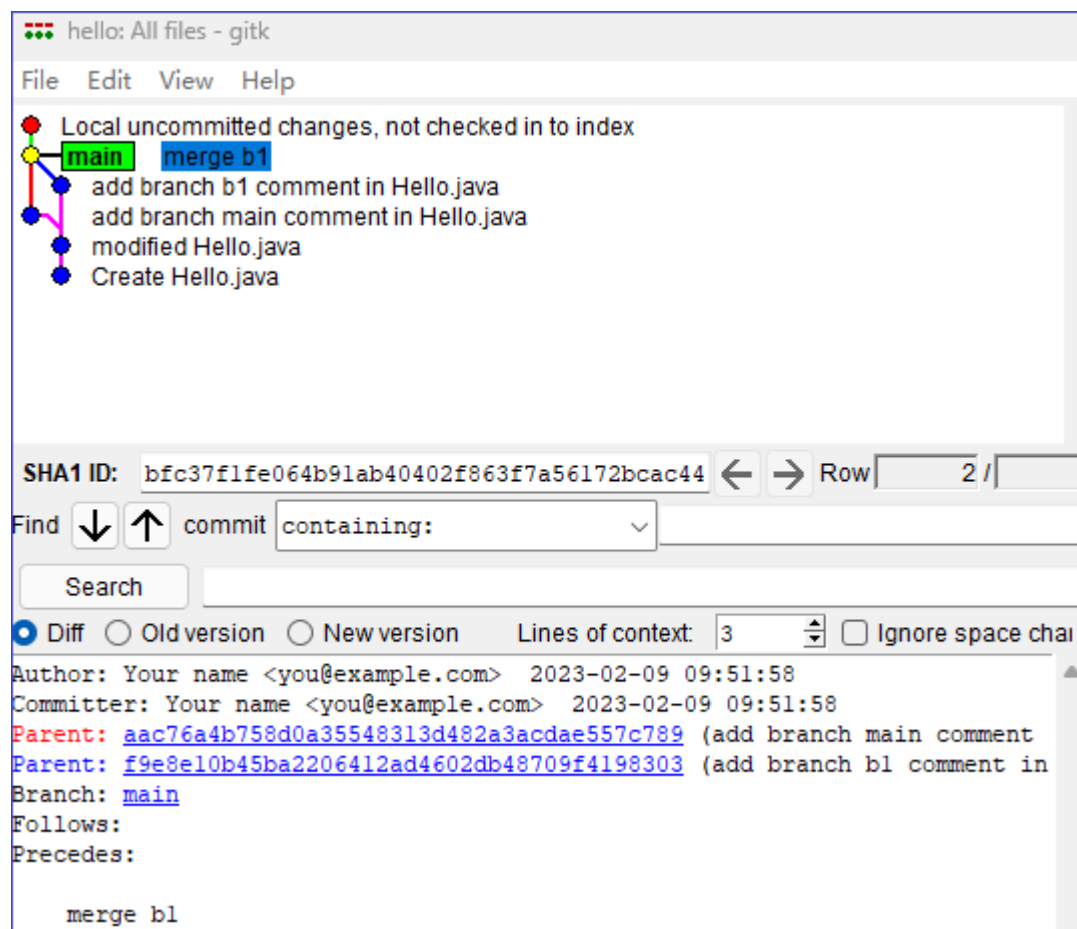 hello: All files - gitk
File Edit View Help
Local uncommitted changes, not checked in to index
main merge b1
add branch b1 comment in Hello.java
add branch main comment in Hello.java
modified Hello.java
Create Hello.java
SHA1 ID: bfc37f1fe064b91ab40402f863f7a56172bcac44 Row 2 /
Find commit containing:
Search
Diff Old version New version Lines of context: 3 Ignore space
Author: Your name <you@example.com> 2023-02-09 09:51:58
Committer: Your name <you@example.com> 2023-02-09 09:51:58
Parent: aac76a4b758d0a35548313d482a3acdae557c789 (add branch main comment
Parent: f9e8e10b45ba2206412ad4602db48709f4198303 (add branch b1 comment in
Branch: main
Follows:
Precedes:
merge b1